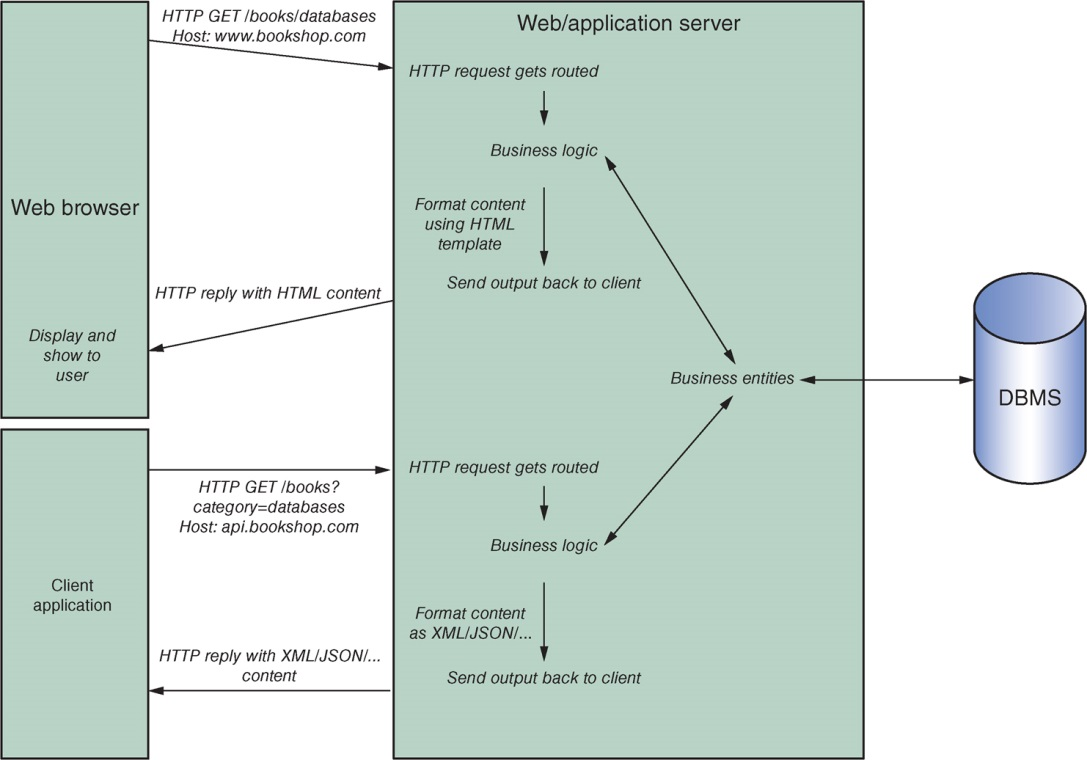 HTTP GET /books/databases
Host: www.bookshop.com
Web/application server
HTTP request gets routed
Business logic
Web browser
Format content
using HTML
template
Send output back to client
HTTP reply with HTML content
Display and
show to
user
Business entities
DBMS
HTTP request gets routed
HTTP GET /books?
category=databases
Host: api.bookshop.com
Business logic
Client
application
Format content
as XML/JSON/...
HTTP reply with XML/JSON/...
content
Send output back to client